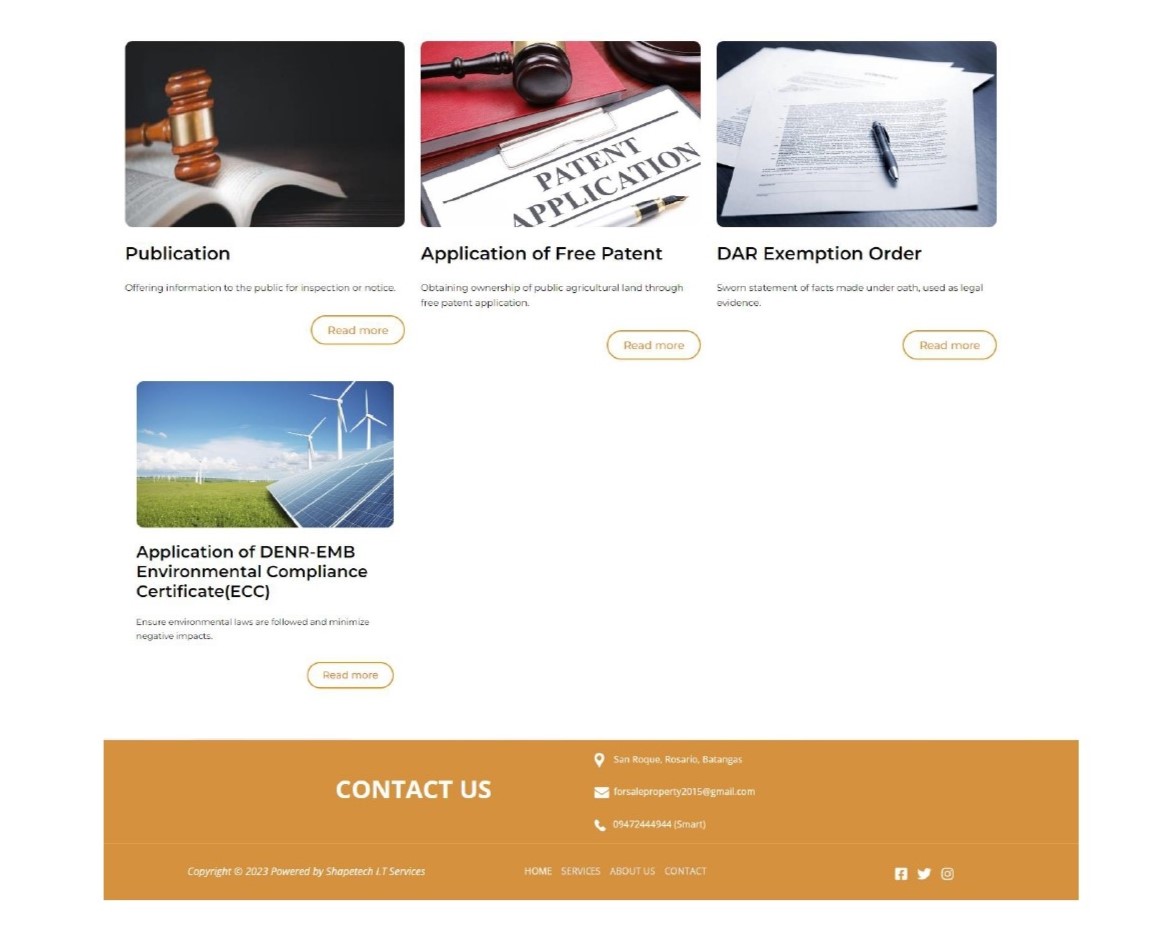 PATENT
APPLICATION
CONTRACT
Publication
Offering information to the public for inspection or notice.
Read more
Application of Free Patent
Obtaining ownership of public agricultural land through
free patent application.
Read more
DAR Exemption Order
Sworn statement of facts made under oath, used as legal
evidence.
Read more
Application of DENR-EMB
Environmental Compliance
Certificate(ECC)
Ensure environmental laws are followed and minimize
negative impacts.
Read more
CONTACT US
San Roque, Rosario, Batangas
forsaleproperty2015@gmail.com
09472444944 (Smart)
Copyright © 2023 Powered by Shapetech I.T Services
HOME SERVICES ABOUT US CONTACT